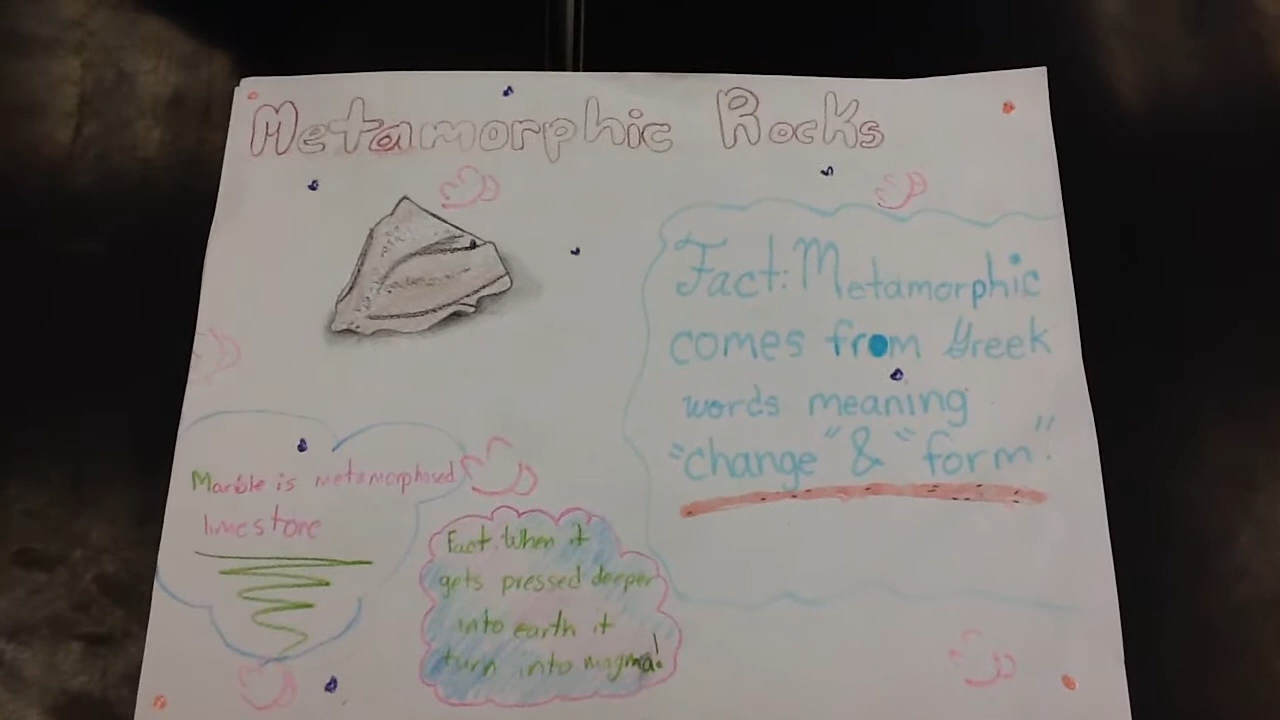 Metamorphic Rocks
Fact: Metamorphic
comes from Greek
words meaning
"change" & "form".
Marble is metamorphosed
limestone
Fact: When it
gets pressed deeper
into earth it
turn into magma!